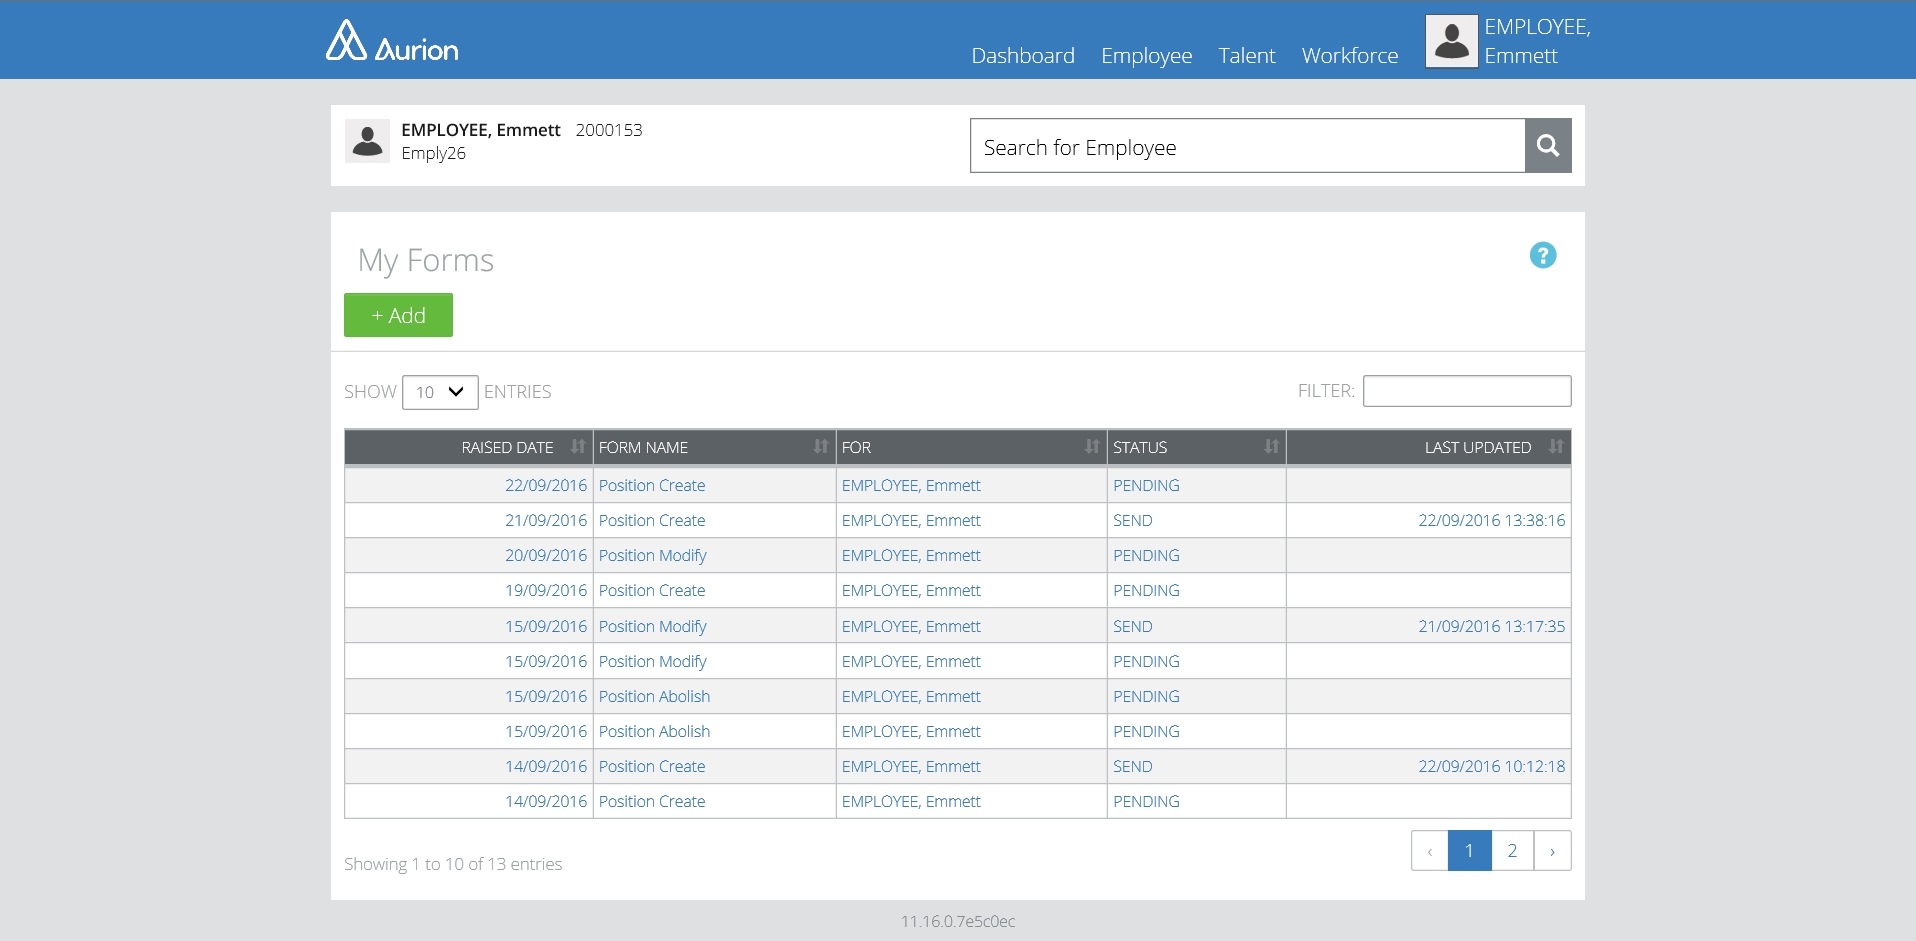 Aurion
Dashboard Employee Talent Workforce
EMPLOYEE,
Emmett
EMPLOYEE, Emmett 2000153
Emply26
Search for Employee
My Forms
?
+ Add
SHOW 10 ENTRIES
FILTER:
RAISED DATE FORM NAME FOR STATUS LAST UPDATED
22/09/2016 Position Create EMPLOYEE, Emmett PENDING
21/09/2016 Position Create EMPLOYEE, Emmett SEND 22/09/2016 13:38:16
20/09/2016 Position Modify EMPLOYEE, Emmett PENDING
19/09/2016 Position Create EMPLOYEE, Emmett PENDING
15/09/2016 Position Modify EMPLOYEE, Emmett SEND 21/09/2016 13:17:35
15/09/2016 Position Modify EMPLOYEE, Emmett PENDING
15/09/2016 Position Abolish EMPLOYEE, Emmett PENDING
15/09/2016 Position Abolish EMPLOYEE, Emmett PENDING
14/09/2016 Position Create EMPLOYEE, Emmett SEND 22/09/2016 10:12:18
14/09/2016 Position Create EMPLOYEE, Emmett PENDING
Showing 1 to 10 of 13 entries
‹ 1 2 ›
11.16.0.7e5c0ec